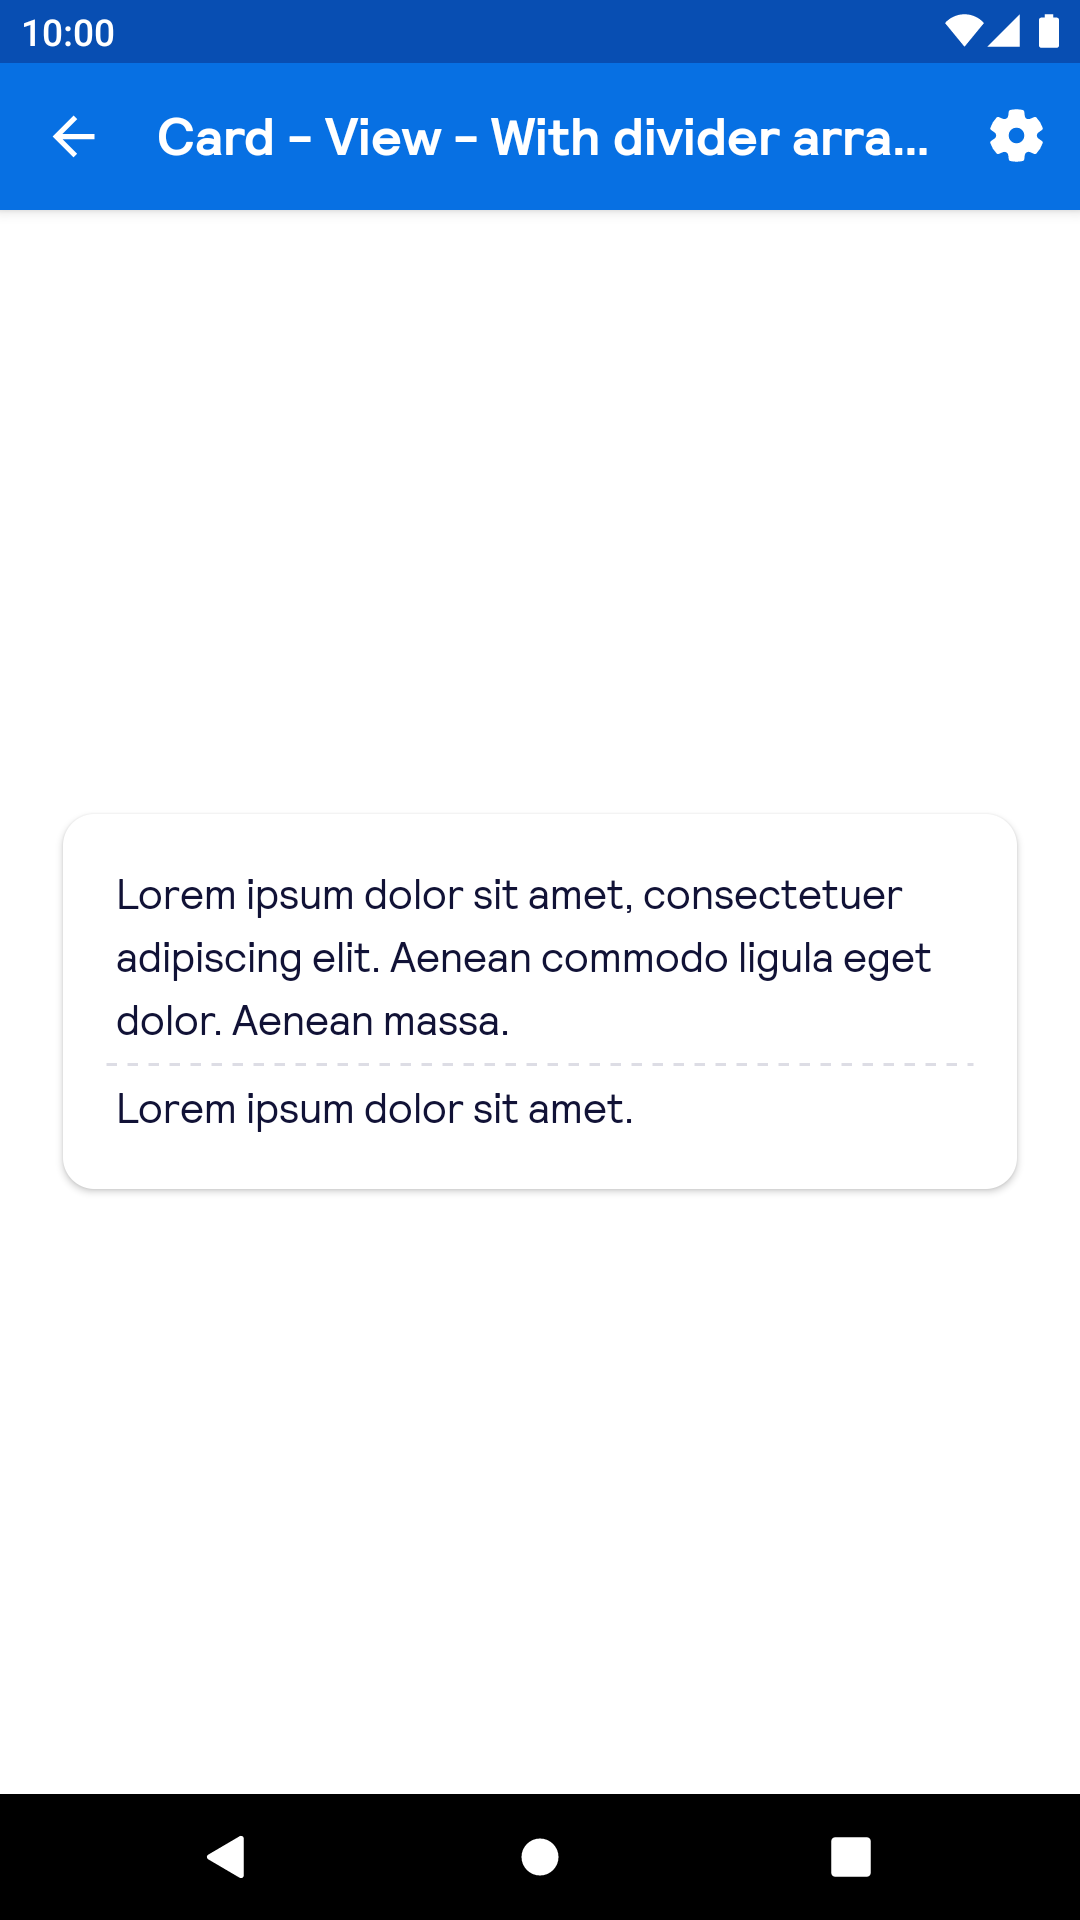 10:00
Card - View - With divider arra...
Lorem ipsum dolor sit amet, consectetuer
adipiscing elit. Aenean commodo ligula eget
dolor. Aenean massa.
Lorem ipsum dolor sit amet.